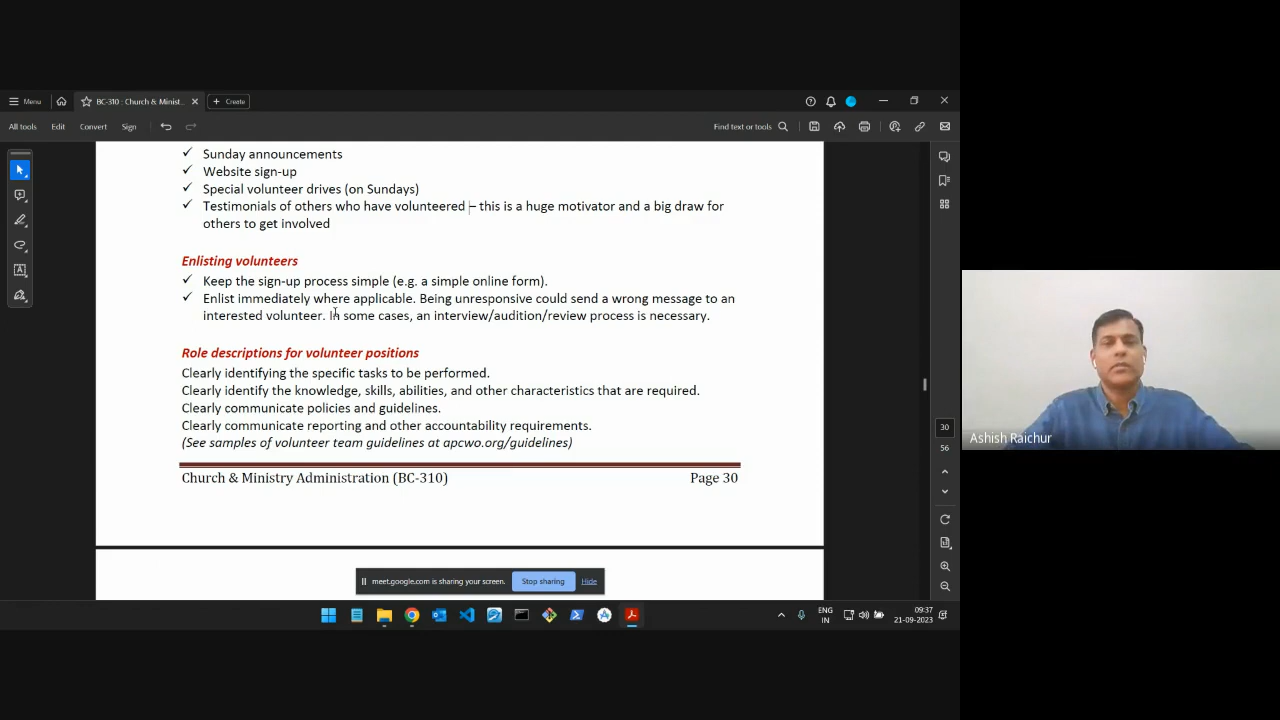 Menu
BC-310 : Church & Minist...
Create
All tools
Edit
Convert
Sign
Find text or tools
✓ Sunday announcements
✓ Website sign-up
✓ Special volunteer drives (on Sundays)
✓ Testimonials of others who have volunteered – this is a huge motivator and a big draw for
others to get involved
Enlisting volunteers
✓ Keep the sign-up process simple (e.g. a simple online form).
✓ Enlist immediately where applicable. Being unresponsive could send a wrong message to an
interested volunteer. In some cases, an interview/audition/review process is necessary.
Role descriptions for volunteer positions
Clearly identifying the specific tasks to be performed.
Clearly identify the knowledge, skills, abilities, and other characteristics that are required.
Clearly communicate policies and guidelines.
Clearly communicate reporting and other accountability requirements.
(See samples of volunteer team guidelines at apcwo.org/guidelines)
Church & Ministry Administration (BC-310) Page 30
30
56
Ashish Raichur
meet.google.com is sharing your screen.
Stop sharing
Hide
ENG
IN
09:37
21-09-2023